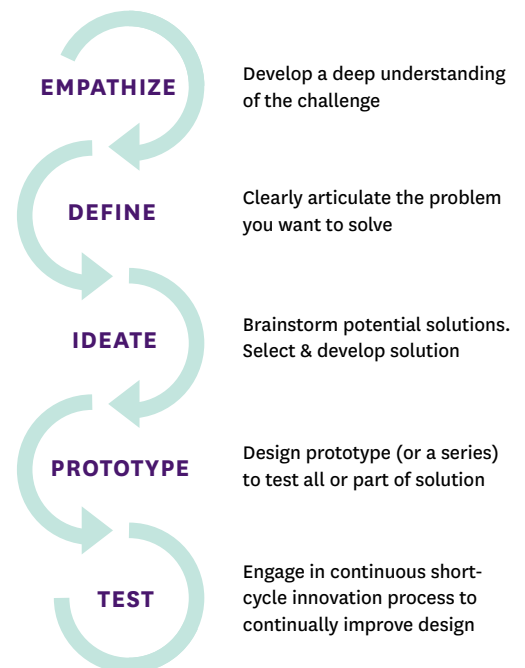 EMPATHIZE
Develop a deep understanding
of the challenge
DEFINE
Clearly articulate the problem
you want to solve
IDEATE
Brainstorm potential solutions.
Select & develop solution
PROTOTYPE
Design prototype (or a series)
to test all or part of solution
TEST
Engage in continuous short-
cycle innovation process to
continually improve design